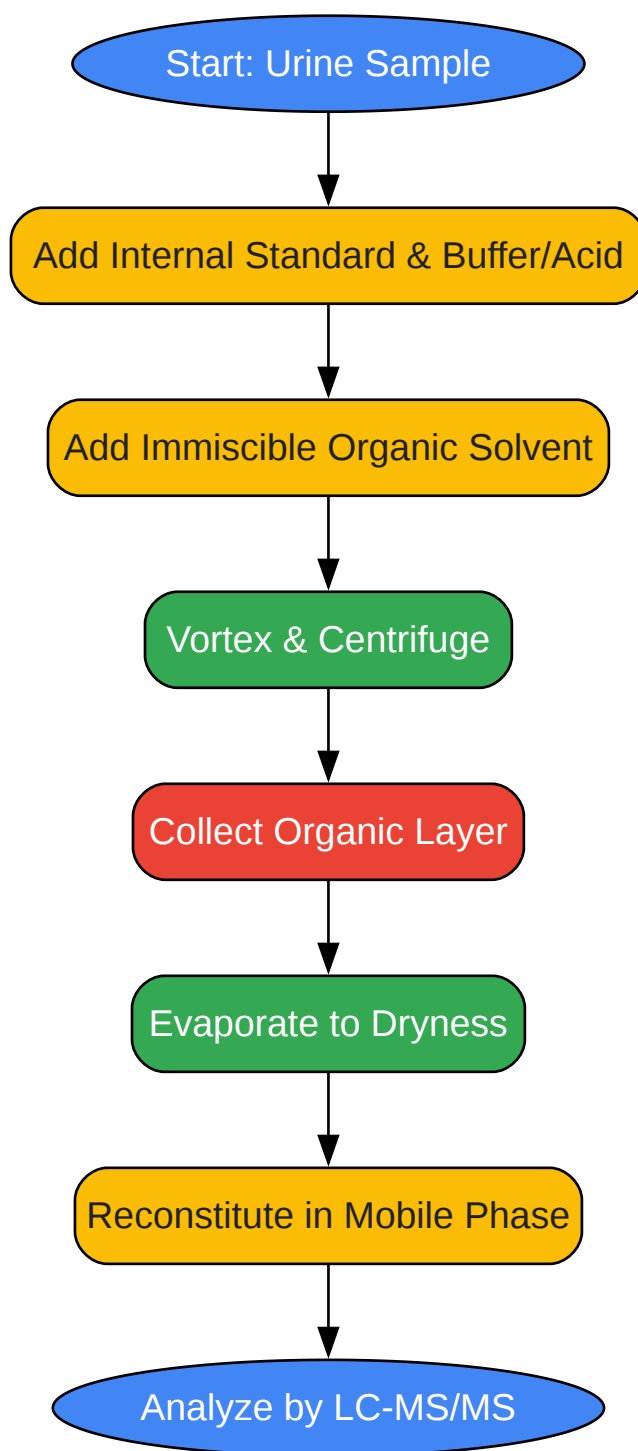 Start: Urine Sample
Add Internal Standard & Buffer/Acid
Add Immiscible Organic Solvent
Vortex & Centrifuge
Collect Organic Layer
Evaporate to Dryness
Reconstitute in Mobile Phase
Analyze by LC-MS/MS